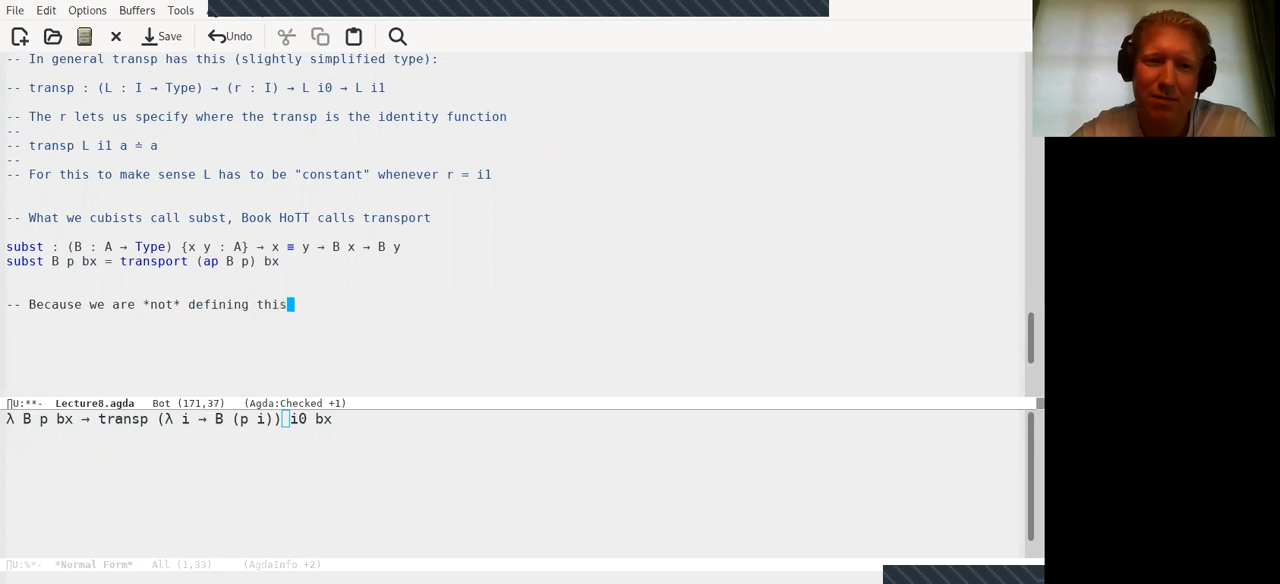 File Edit Options Buffers Tools
Save Undo
-- In general transp has this (slightly simplified type):
-- transp : (L : I → Type) → (r : I) → L i0 → L i1
-- The r lets us specify where the transp is the identity function
--
-- transp L i1 a ≐ a
--
-- For this to make sense L has to be "constant" whenever r = i1
-- What we cubists call subst, Book HoTT calls transport
subst : (B : A → Type) {x y : A} → x ≡ y → B x → B y
subst B p bx = transport (ap B p) bx
-- Because we are *not* defining this
U:**- Lecture8.agda Bot (171,37) (Agda:Checked +1)
λ B p bx → transp (λ i → B (p i)) i0 bx
U:%*- *Normal Form* All (1,33) (AgdaInfo +2)